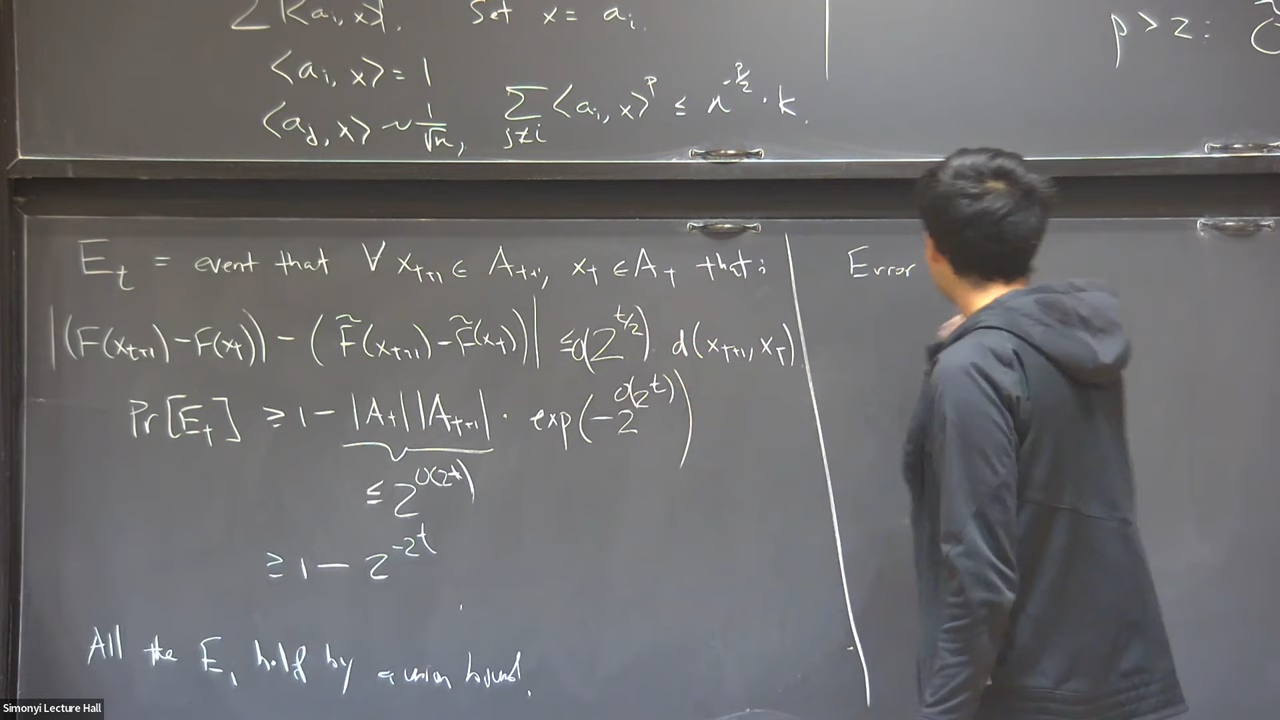 Σ|⟨a_i, x⟩|. Set x = a_i.
⟨a_i, x⟩ = 1
⟨a_j, x⟩ ~ 1/√n, Σ_{j≠i} ⟨a_i, x⟩^p ≤ n^{-p/2} · k.
p > 2 :
E_t = event that ∀ x_{t+1} ∈ A_{t+1}, x_t ∈ A_t that:
|(F(x_{t+1}) - F(x_t)) - (F̃(x_{t+1}) - F̃(x_t))| ≤ O(2^{t/2}) d(x_{t+1}, x_t)
Pr[E_t] ≥ 1 - |A_t| |A_{t+1}| · exp(-2^{O(2^t)})
≤ 2^{O(2^t)}
≥ 1 - 2^{-2^t}
All the E_t hold by a union bound.
Error
Simonyi Lecture Hall